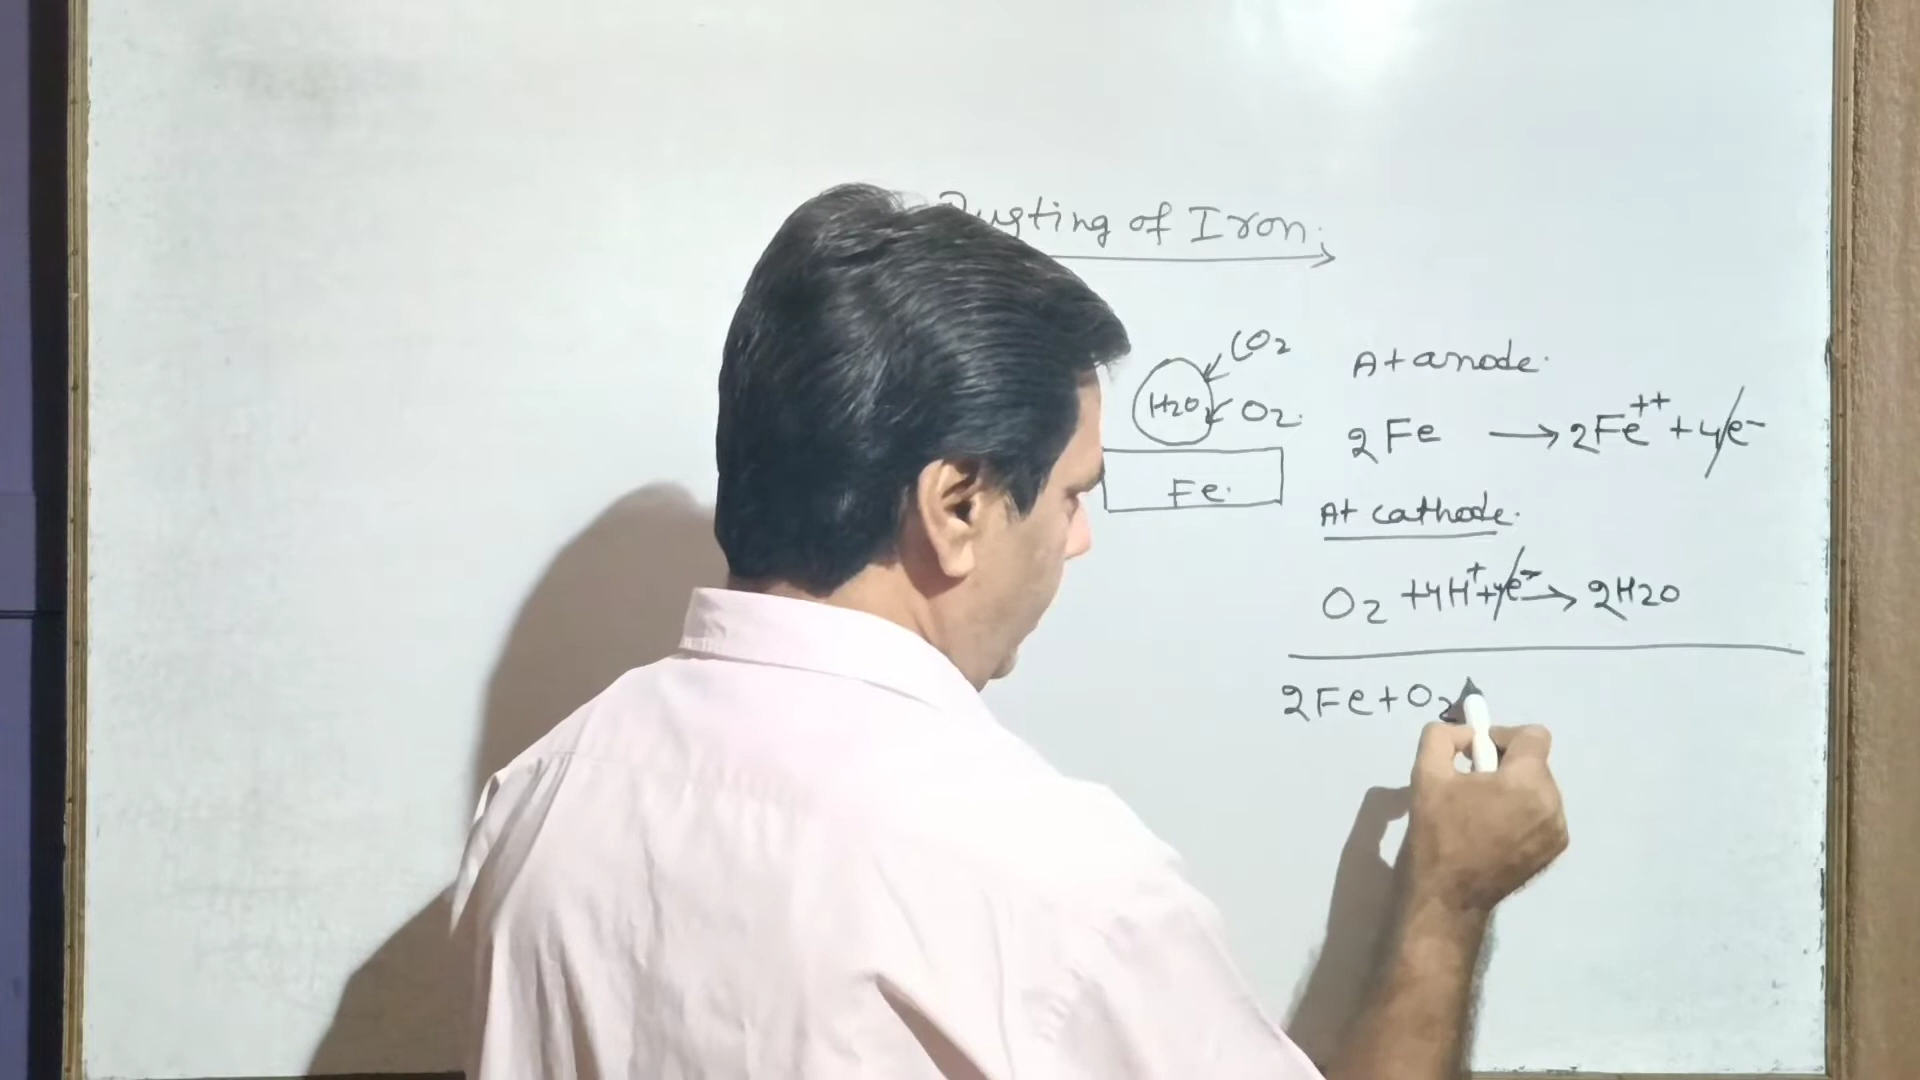 Rusting of Iron.
CO2
H2O
O2.
Fe.
At anode.
2Fe → 2Fe++ + 4e-
At cathode.
O2 + 4H+ + 4e- → 2H2O
2Fe + O2